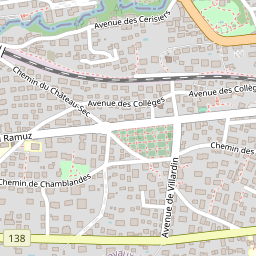 Avenue des Cerisiers
Chemin du Château-Sec
Avenue des Collèges
Avenue des Collèg
Ramuz
Chemin des
Chemin de Chamblandes
Avenue de Villardin
138